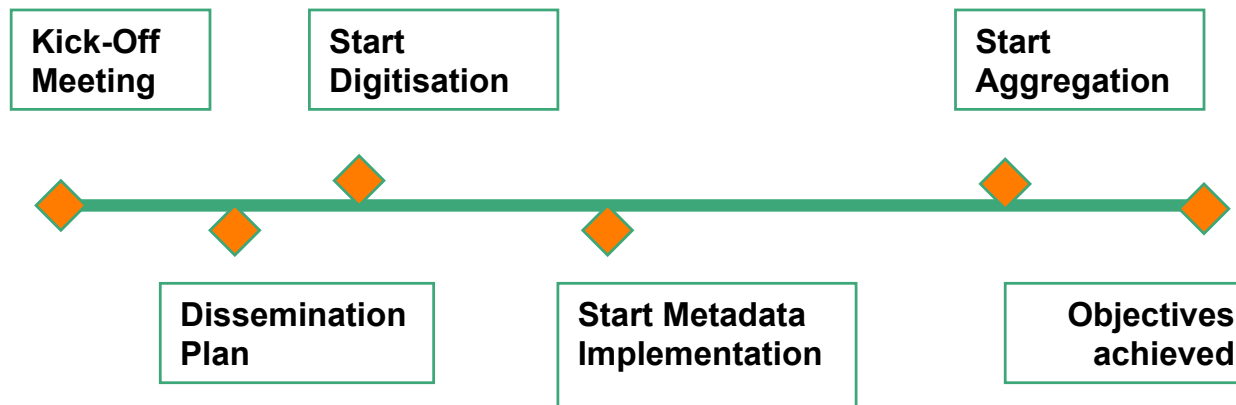 Kick-Off
Meeting
Start
Digitisation
Start
Aggregation
Dissemination
Plan
Start Metadata
Implementation
Objectives
achieved